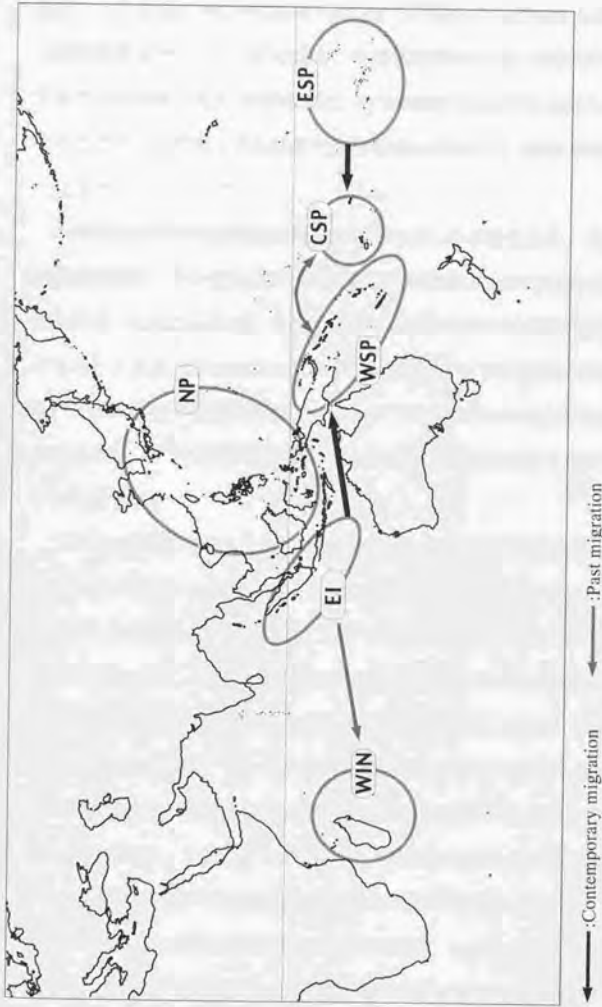 NP
ESP
CSP
WSP
EI
WIN
:Contemporary migration
:Past migration